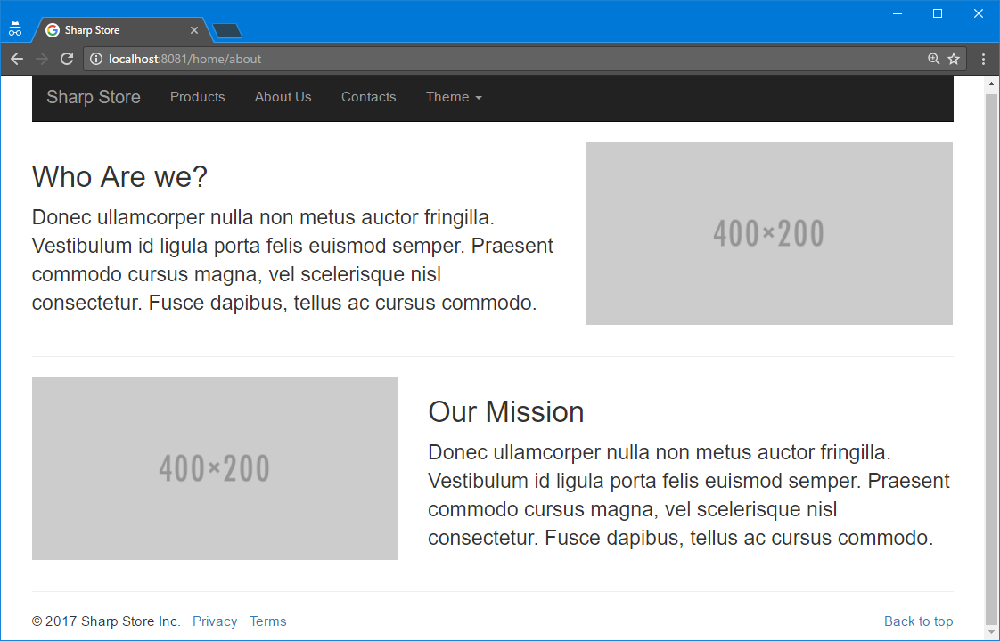 Sharp Store
localhost:8081/home/about
Sharp Store Products About Us Contacts Theme
Who Are we?
Donec ullamcorper nulla non metus auctor fringilla.
Vestibulum id ligula porta felis euismod semper. Praesent
commodo cursus magna, vel scelerisque nisl
consectetur. Fusce dapibus, tellus ac cursus commodo.
400×200
400×200
Our Mission
Donec ullamcorper nulla non metus auctor fringilla.
Vestibulum id ligula porta felis euismod semper. Praesent
commodo cursus magna, vel scelerisque nisl
consectetur. Fusce dapibus, tellus ac cursus commodo.
© 2017 Sharp Store Inc. · Privacy · Terms Back to top